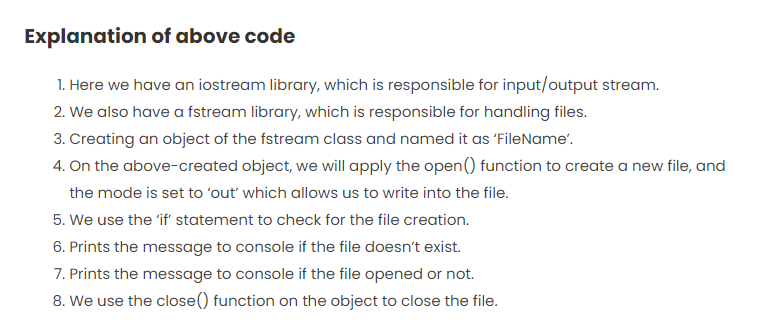 Explanation of above code
1. Here we have an iostream library, which is responsible for input/output stream.
2. We also have a fstream library, which is responsible for handling files.
3. Creating an object of the fstream class and named it as ‘FileName’.
4. On the above-created object, we will apply the open() function to create a new file, and
the mode is set to ‘out’ which allows us to write into the file.
5. We use the ‘if’ statement to check for the file creation.
6. Prints the message to console if the file doesn’t exist.
7. Prints the message to console if the file opened or not.
8. We use the close() function on the object to close the file.